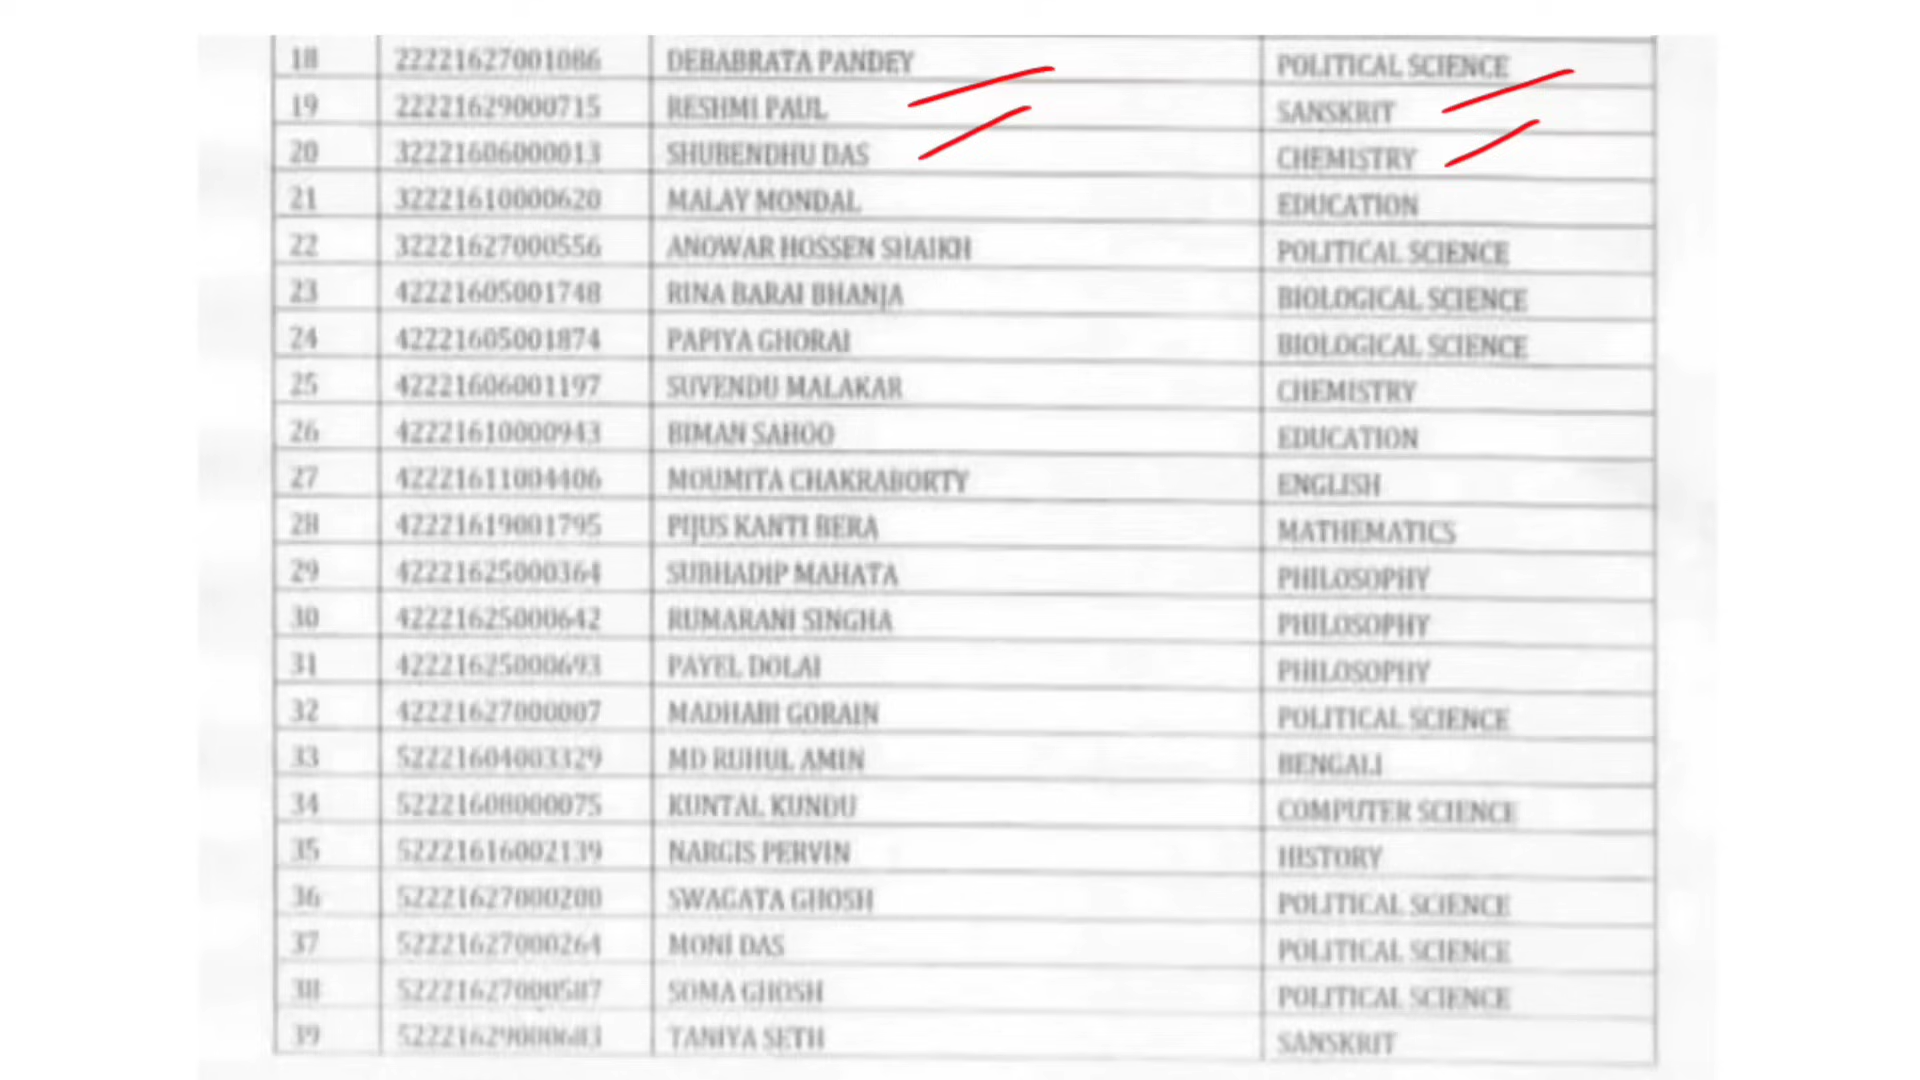 18 22221627001086 DEBABRATA PANDEY POLITICAL SCIENCE
19 22221629000715 RESHMI PAUL SANSKRIT
20 32221606000013 SHUBENDHU DAS CHEMISTRY
21 32221610000620 MALAY MONDAL EDUCATION
22 32221627000556 ANOWAR HOSSEN SHAIKH POLITICAL SCIENCE
23 42221605001748 RINA BARAI BHANJA BIOLOGICAL SCIENCE
24 42221605001874 PAPIYA GHORAI BIOLOGICAL SCIENCE
25 42221606001197 SUVENDU MALAKAR CHEMISTRY
26 42221610000943 BIMAN SAHOO EDUCATION
27 42221611004406 MOUMITA CHAKRABORTY ENGLISH
28 42221619001795 PIJUS KANTI BERA MATHEMATICS
29 42221625000364 SUBHADIP MAHATA PHILOSOPHY
30 42221625000642 RUMARANI SINGHA PHILOSOPHY
31 42221625000693 PAYEL DOLAI PHILOSOPHY
32 42221627000007 MADHABI GORAIN POLITICAL SCIENCE
33 52221604003329 MD RUHUL AMIN BENGALI
34 52221608000075 KUNTAL KUNDU COMPUTER SCIENCE
35 52221616002139 NARGIS PERVIN HISTORY
36 52221627000200 SWAGATA GHOSH POLITICAL SCIENCE
37 52221627000264 MONI DAS POLITICAL SCIENCE
38 52221627000587 SOMA GHOSH POLITICAL SCIENCE
39 52221629000683 TANIYA SETH SANSKRIT